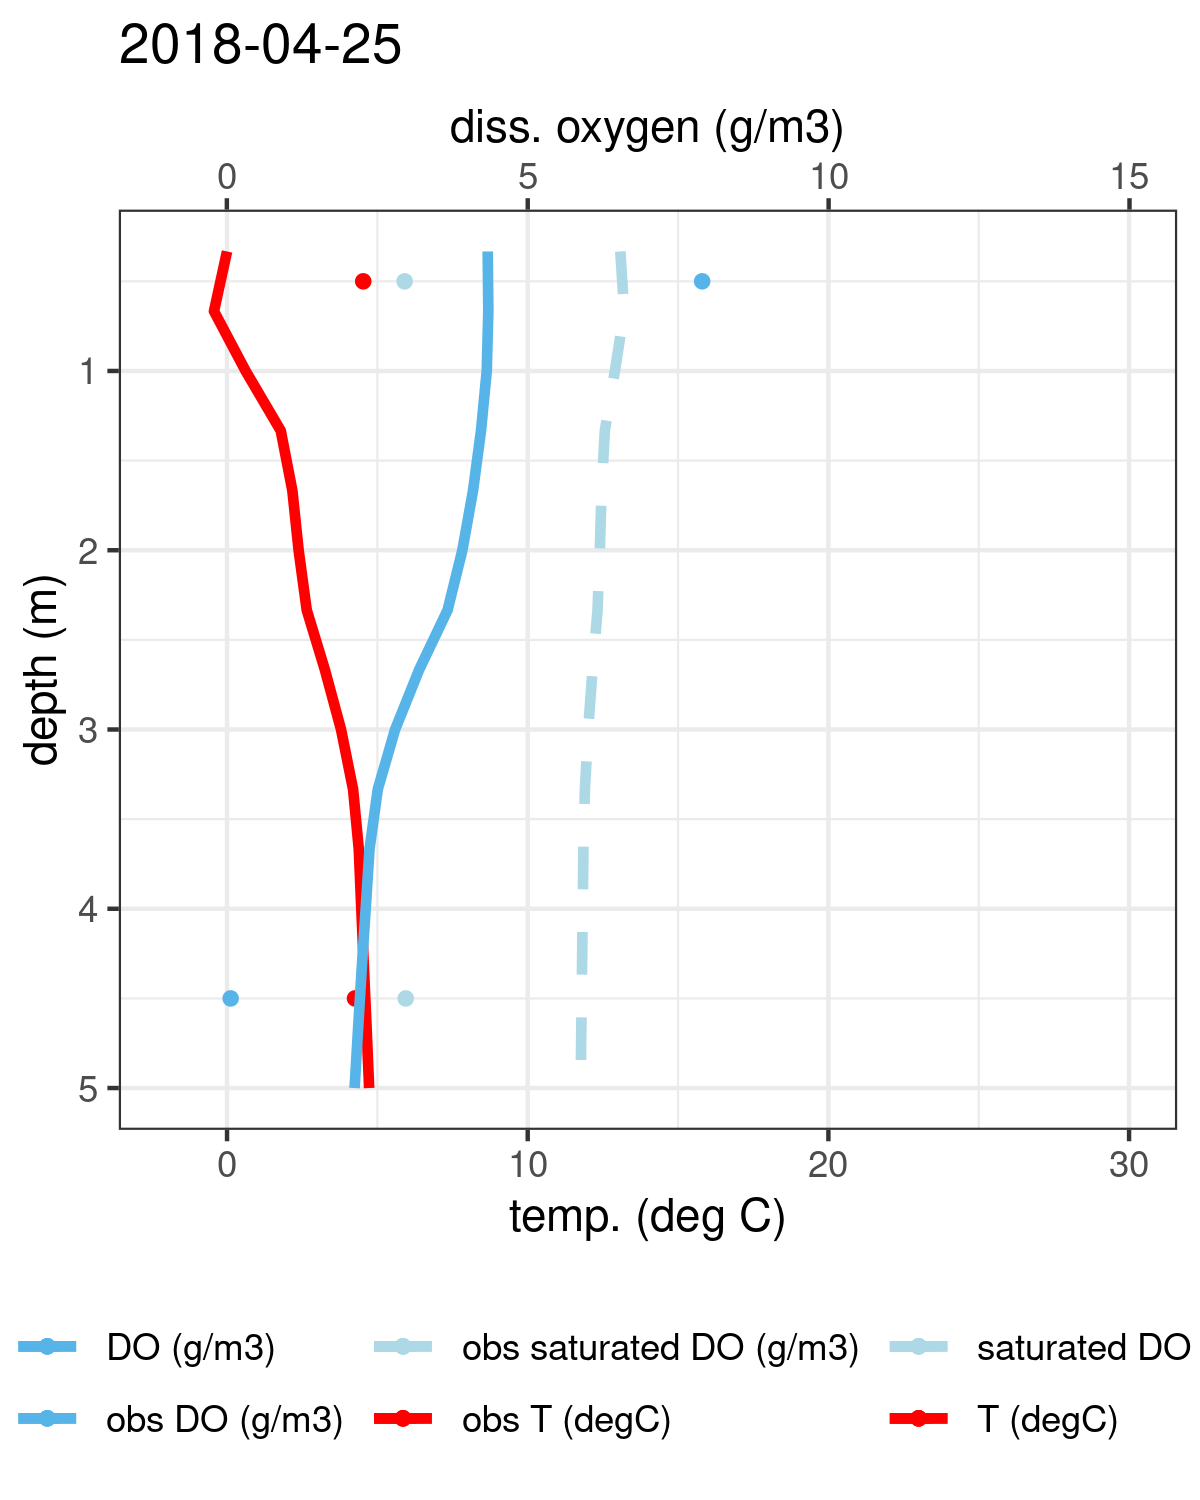 2018-04-25
diss. oxygen (g/m3)
0 5 10 15
depth (m)
1
2
3
4
5
0 10 20 30
temp. (deg C)
DO (g/m3) obs saturated DO (g/m3) saturated DO
obs DO (g/m3) obs T (degC) T (degC)